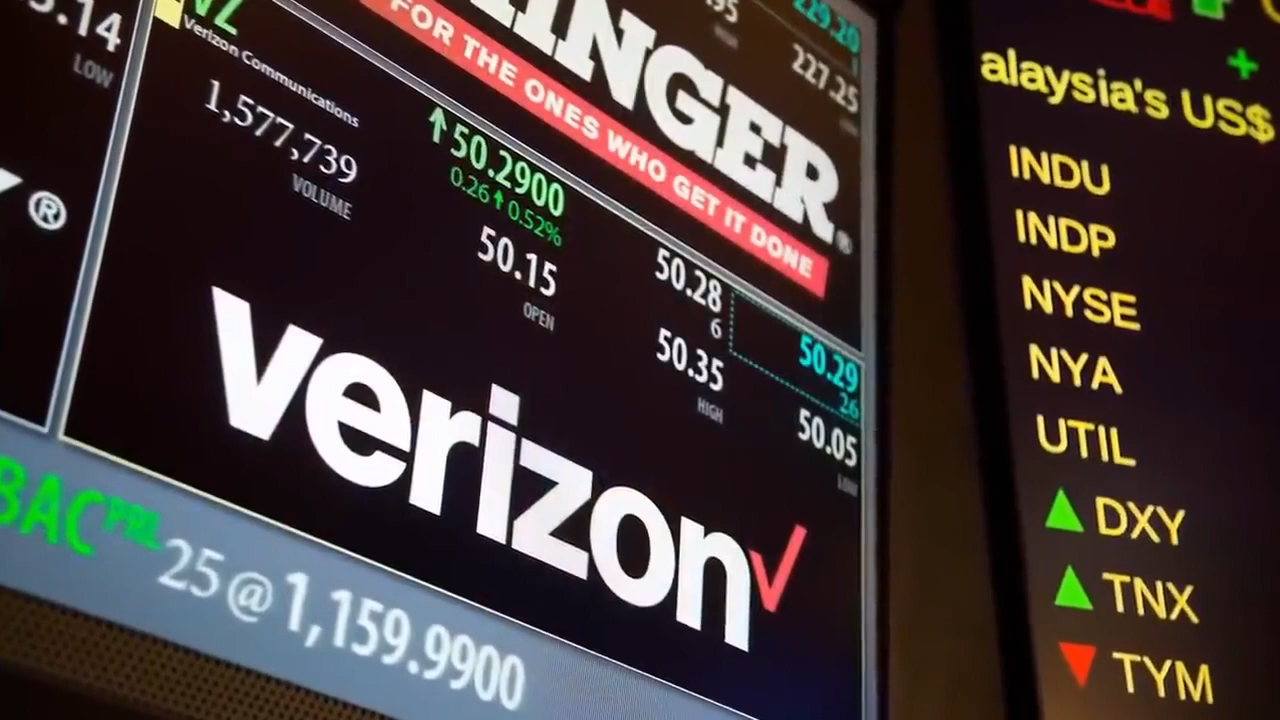 5.14
LOW
®
VZ
Verizon Communications
1,577,739
VOLUME
50.2900
0.26 0.52%
50.15
OPEN
INGER®
FOR THE ONES WHO GET IT DONE
229.20
227.25
50.28
6
50.35
HIGH
50.29
26
50.05
LOW
verizon
BAC PRL 25@1,159.9900
alaysia's US$
INDU
INDP
NYSE
NYA
UTIL
DXY
TNX
TYM